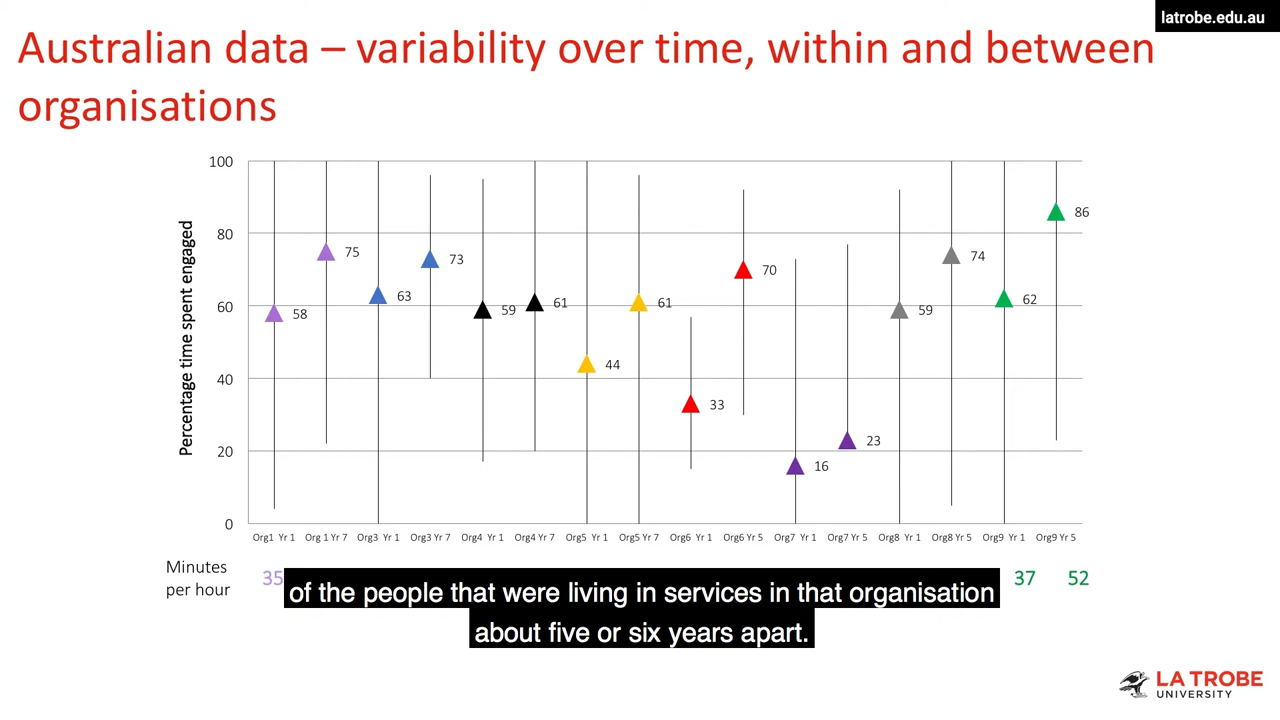 latrobe.edu.au
Australian data – variability over time, within and between
organisations
Percentage time spent engaged
100
80
60
40
20
0
58
75
63
73
59
61
44
61
33
70
16
23
59
74
62
86
Org1 Yr 1
Org 1 Yr 7
Org3 Yr 1
Org3 Yr 7
Org4 Yr 1
Org4 Yr 7
Org5 Yr 1
Org5 Yr 7
Org6 Yr 1
Org6 Yr 5
Org7 Yr 1
Org7 Yr 5
Org8 Yr 1
Org8 Yr 5
Org9 Yr 1
Org9 Yr 5
Minutes
per hour
35
37
52
of the people that were living in services in that organisation
about five or six years apart.
LA TROBE
UNIVERSITY